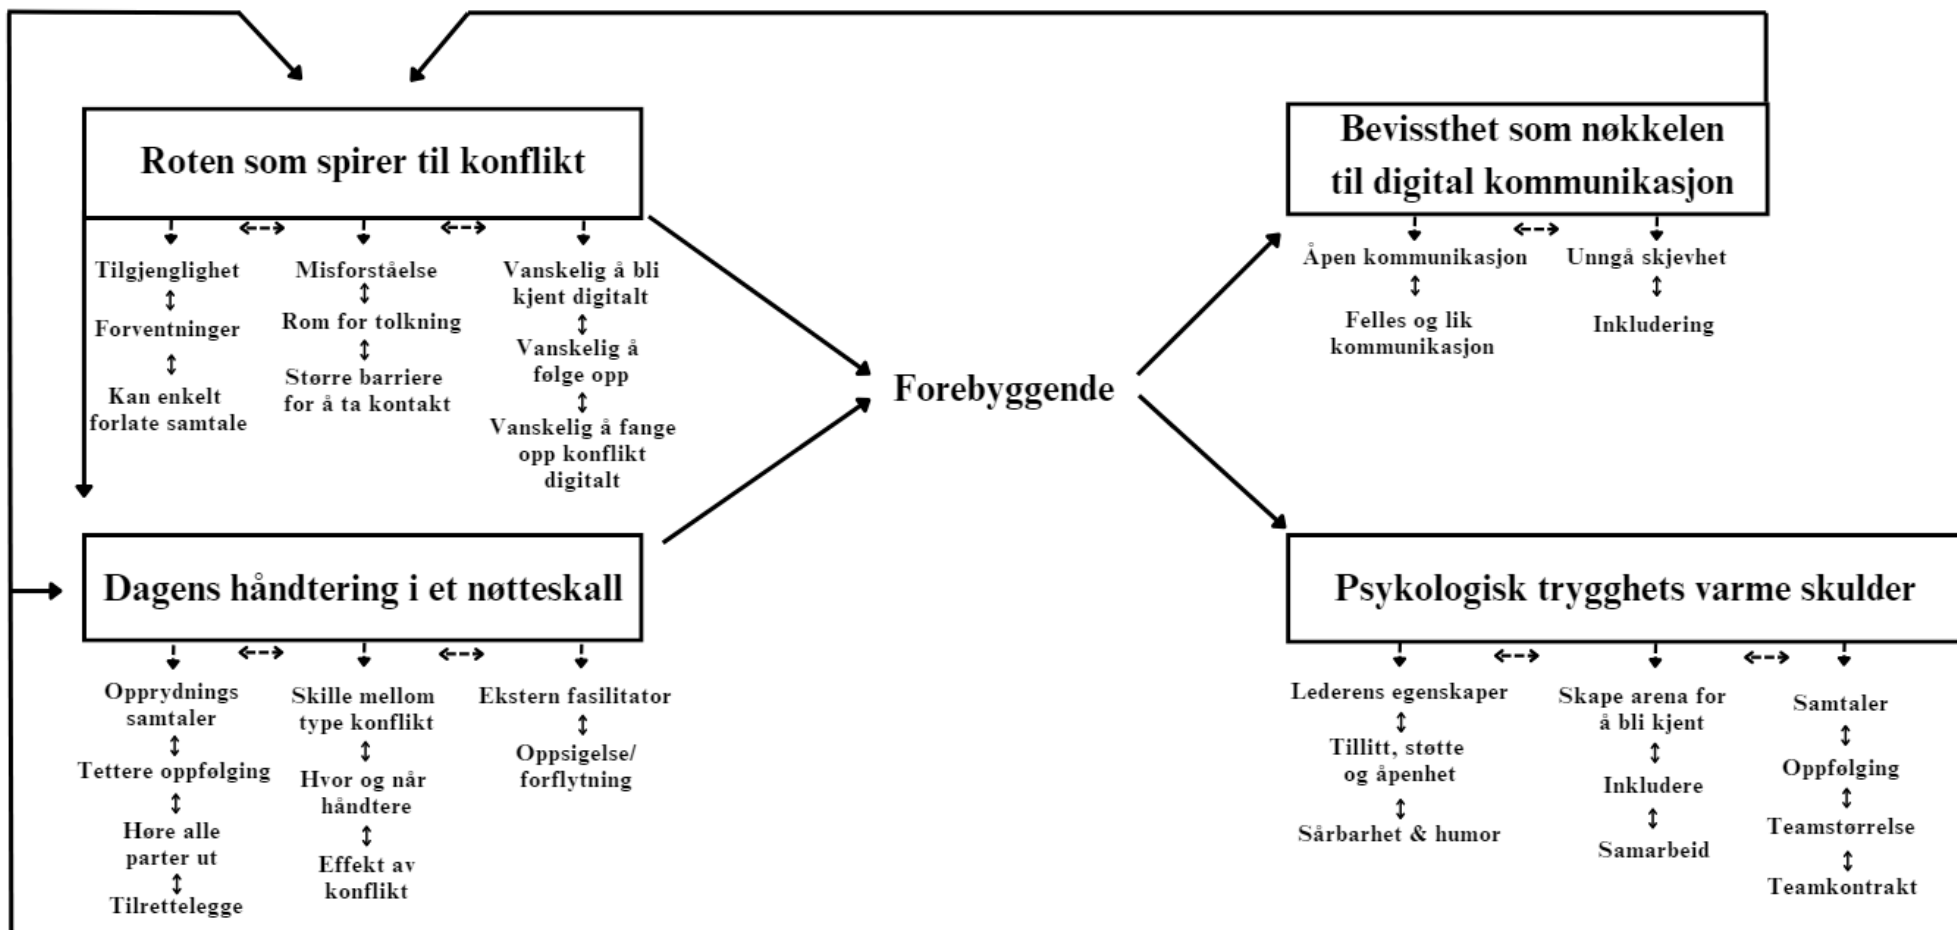 Roten som spirer til konflikt
Tilgjenglighet
Forventninger
Kan enkelt
forlate samtale
Misforståelse
Rom for tolkning
Større barriere
for å ta kontakt
Vanskelig å bli
kjent digitalt
Vanskelig å
følge opp
Vanskelig å fange
opp konflikt
digitalt
Dagens håndtering i et nøtteskall
Opprydnings
samtaler
Tettere oppfølging
Høre alle
parter ut
Tilrettelegge
Skille mellom
type konflikt
Hvor og når
håndtere
Effekt av
konflikt
Ekstern fasilitator
Oppsigelse/
forflytning
Forebyggende
Bevissthet som nøkkelen
til digital kommunikasjon
Åpen kommunikasjon
Felles og lik
kommunikasjon
Unngå skjevhet
Inkludering
Psykologisk trygghets varme skulder
Lederens egenskaper
Tillitt, støtte
og åpenhet
Sårbarhet & humor
Skape arena for
å bli kjent
Inkludere
Samarbeid
Samtaler
Oppfølging
Teamstørrelse
Teamkontrakt